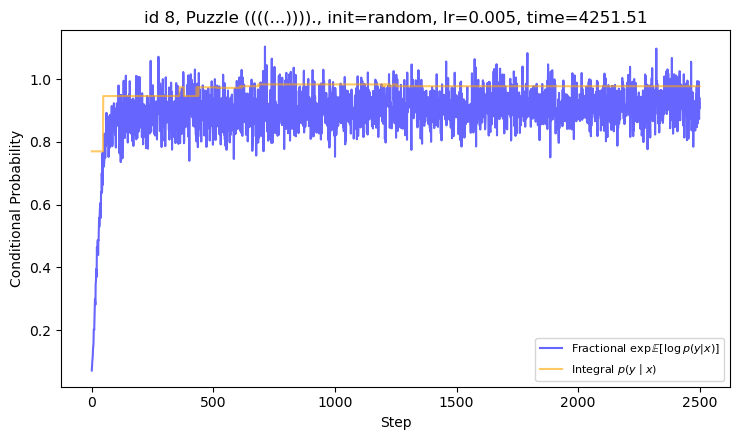 id 8, Puzzle ((((...))))., init=random, lr=0.005, time=4251.51
Conditional Probability
1.0
0.8
0.6
0.4
0.2
Fractional exp𝔼[log p(y|x)]
Integral p(y | x)
0 500 1000 1500 2000 2500
Step